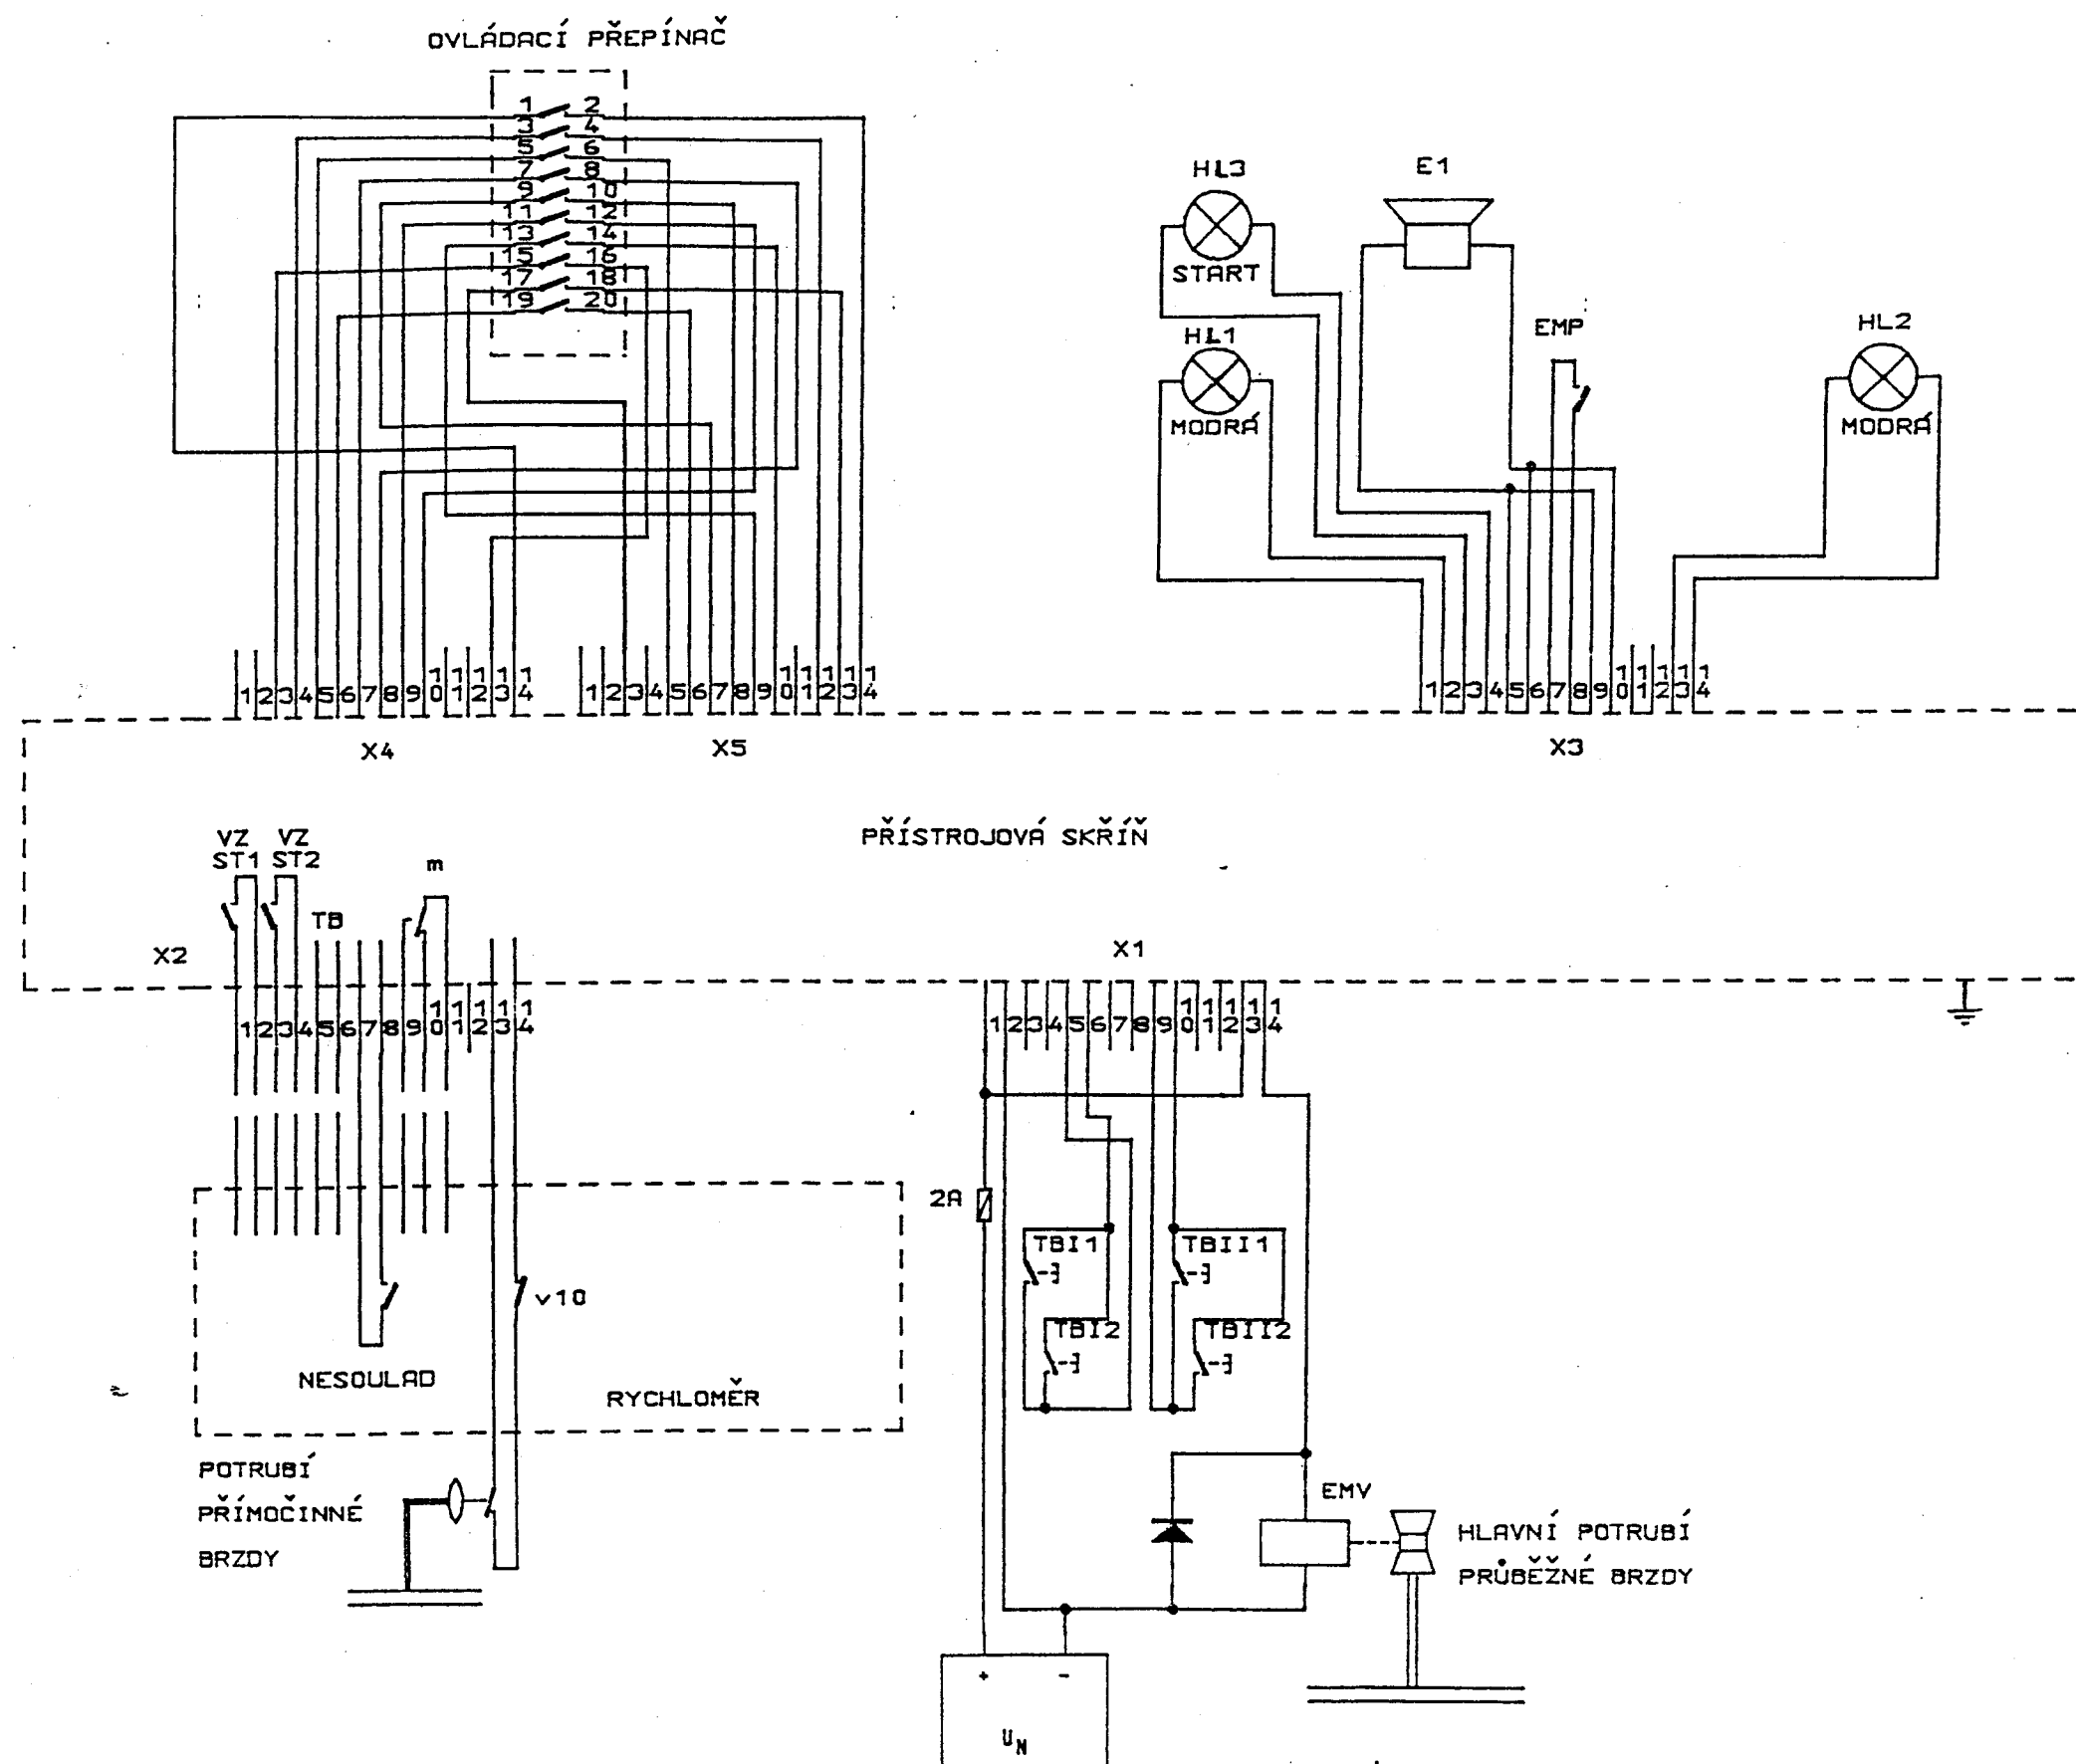 OVLÁDACÍ PŘEPÍNAČ
1 2
3 4
5 6
7 8
9 10
11 12
13 14
15 16
17 18
19 20
HL3
START
HL1
MODRÁ
E1
EMP
HL2
MODRÁ
1 2 3 4 5 6 7 8 9 10 11 12 13 14
1 2 3 4 5 6 7 8 9 10 11 12 13 14
1 2 3 4 5 6 7 8 9 10 11 12 13 14
X4
X5
X3
PŘÍSTROJOVÁ SKŘÍŇ
VZ VZ
ST1 ST2
m
TB
X2
X1
1 2 3 4 5 6 7 8 9 10 11 12 13 14
1 2 3 4 5 6 7 8 9 10 11 12 13 14
2A
TBI1
TBII1
TBI2
TBII2
v10
NESOULAD
RYCHLOMĚR
POTRUBÍ
PŘÍMOČINNÉ
BRZDY
EMV
HLAVNÍ POTRUBÍ
PRŮBĚŽNÉ BRZDY
+ -
UN